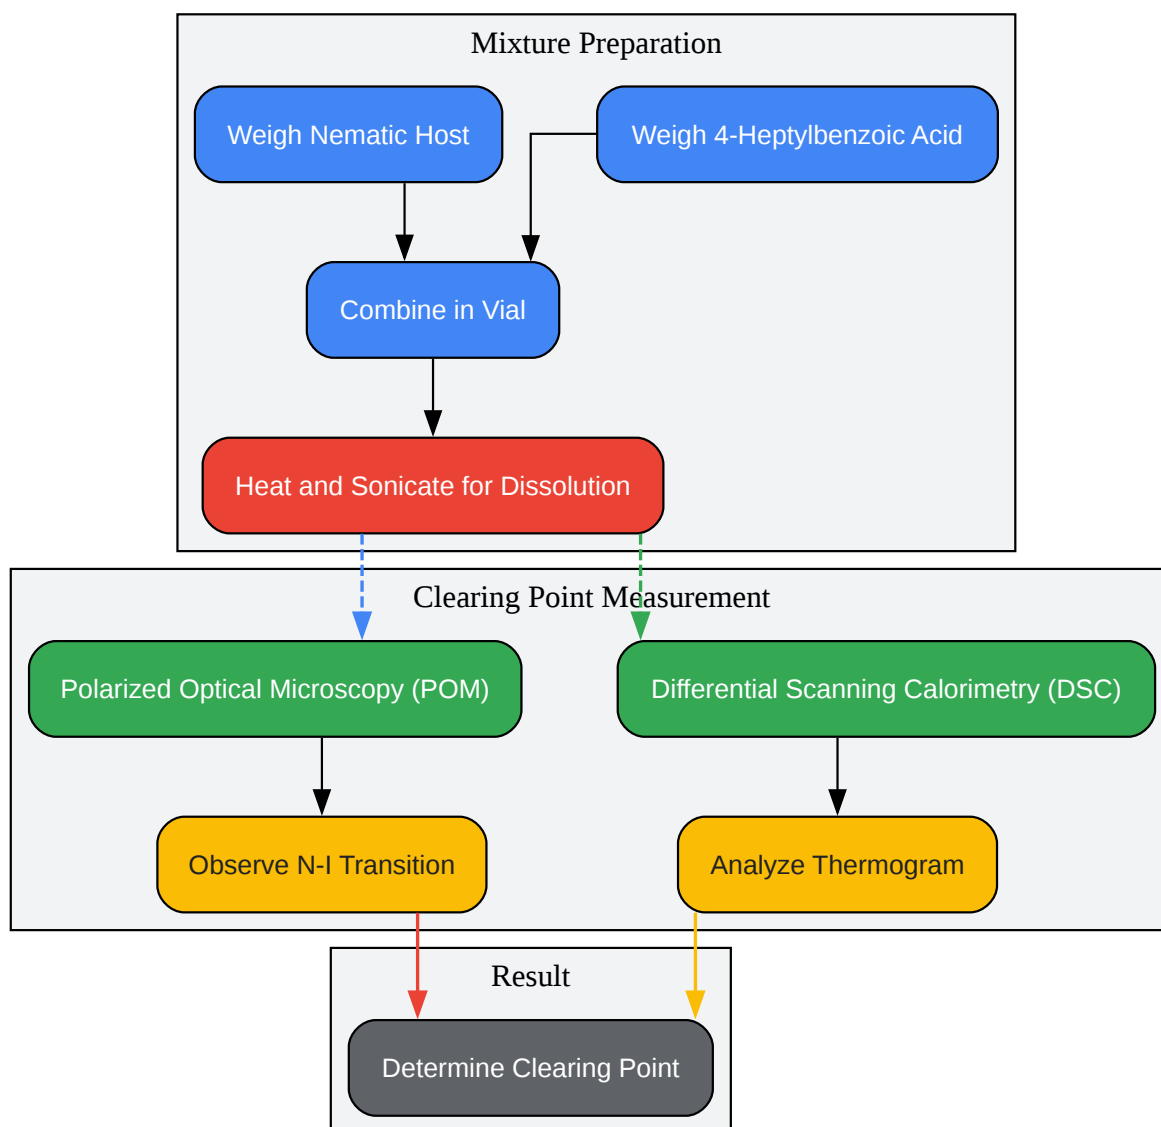 Mixture Preparation
Weigh Nematic Host
Weigh 4-Heptylbenzoic Acid
Combine in Vial
Heat and Sonicate for Dissolution
Clearing Point Measurement
Polarized Optical Microscopy (POM)
Differential Scanning Calorimetry (DSC)
Observe N-I Transition
Analyze Thermogram
Result
Determine Clearing Point